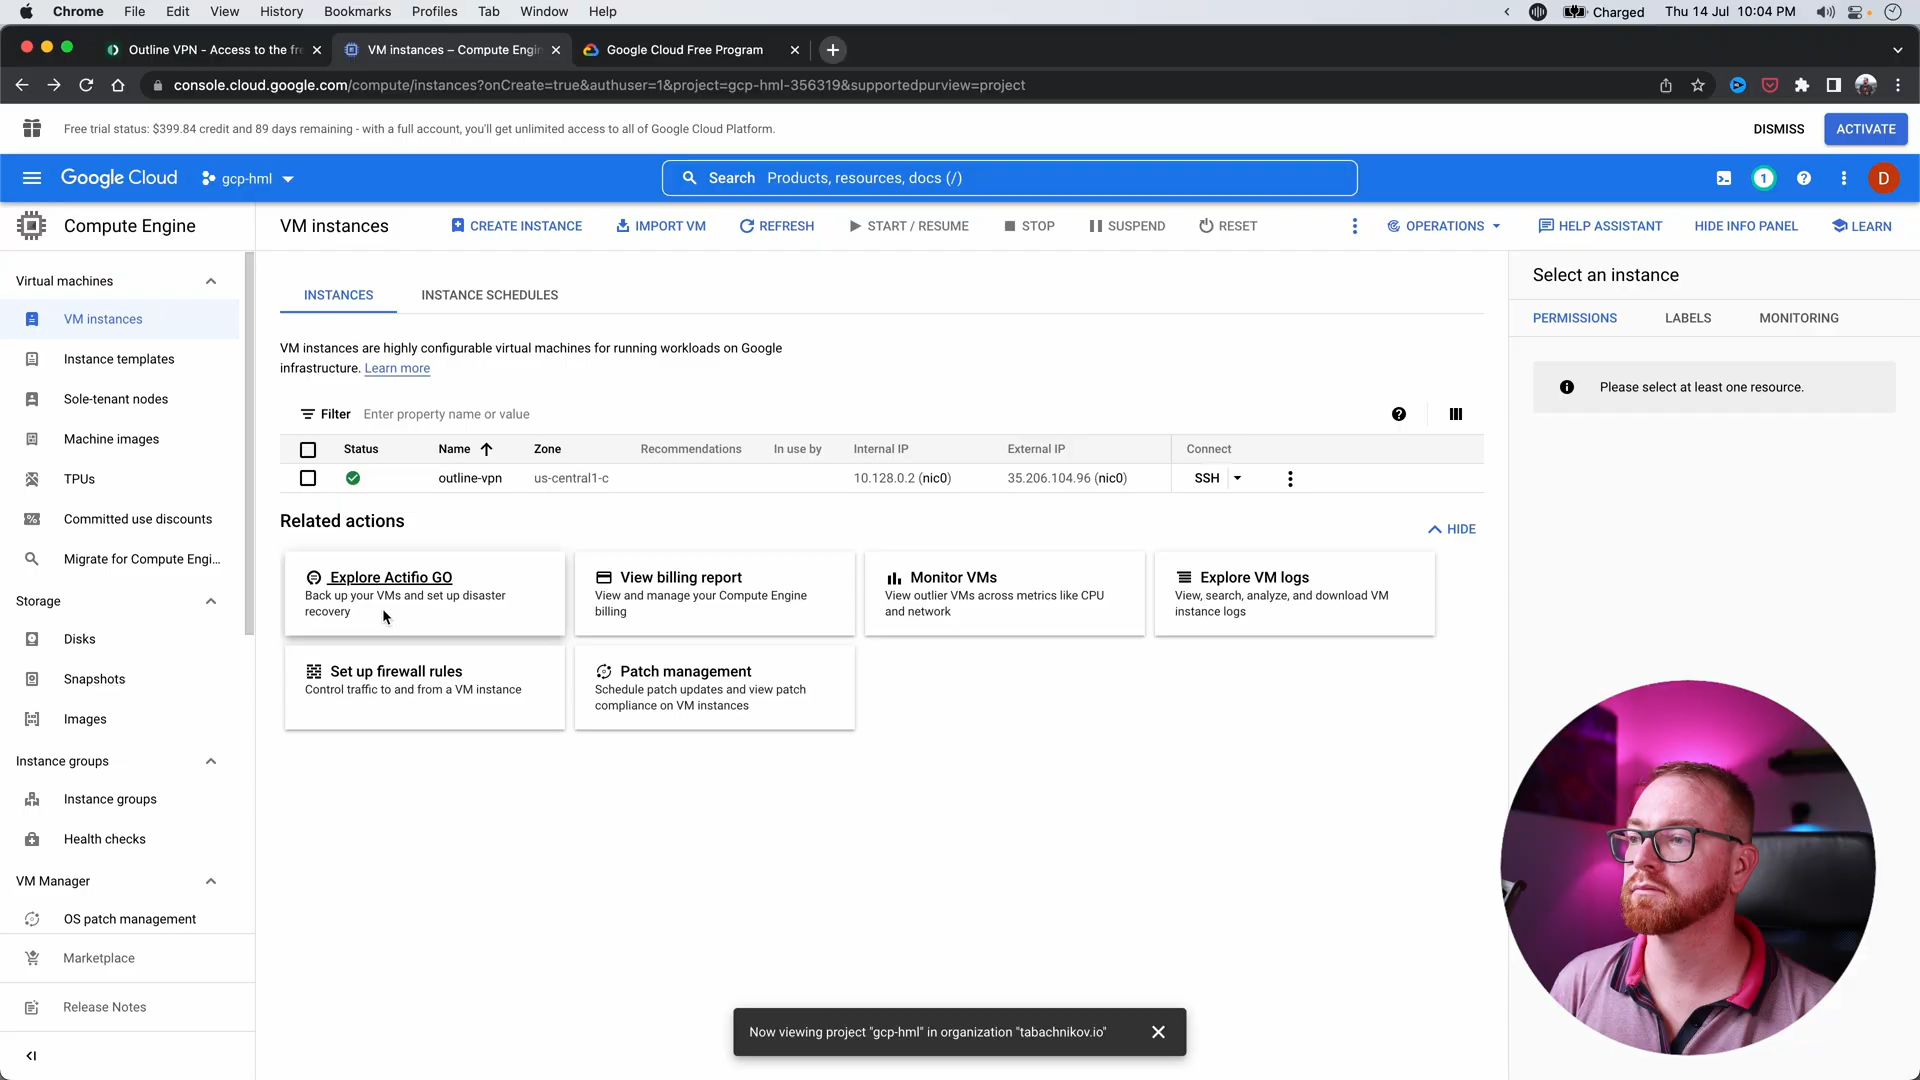 Chrome File Edit View History Bookmarks Profiles Tab Window Help
Charged Thu 14 Jul 10:04 PM
Outline VPN - Access to the fre
VM instances – Compute Engin
Google Cloud Free Program
console.cloud.google.com/compute/instances?onCreate=true&authuser=1&project=gcp-hml-356319&supportedpurview=project
Free trial status: $399.84 credit and 89 days remaining - with a full account, you'll get unlimited access to all of Google Cloud Platform.
DISMISS
ACTIVATE
Google Cloud
gcp-hml
Search Products, resources, docs (/)
1
D
Compute Engine
VM instances
CREATE INSTANCE
IMPORT VM
REFRESH
START / RESUME
STOP
SUSPEND
RESET
OPERATIONS
HELP ASSISTANT
HIDE INFO PANEL
LEARN
Virtual machines
VM instances
Instance templates
Sole-tenant nodes
Machine images
TPUs
Committed use discounts
Migrate for Compute Engi...
Storage
Disks
Snapshots
Images
Instance groups
Instance groups
Health checks
VM Manager
OS patch management
Marketplace
Release Notes
INSTANCES
INSTANCE SCHEDULES
VM instances are highly configurable virtual machines for running workloads on Google
infrastructure. Learn more
Filter Enter property name or value
Status Name Zone Recommendations In use by Internal IP External IP Connect
outline-vpn us-central1-c 10.128.0.2 (nic0) 35.206.104.96 (nic0) SSH
Related actions
HIDE
Explore Actifio GO
Back up your VMs and set up disaster
recovery
View billing report
View and manage your Compute Engine
billing
Monitor VMs
View outlier VMs across metrics like CPU
and network
Explore VM logs
View, search, analyze, and download VM
instance logs
Set up firewall rules
Control traffic to and from a VM instance
Patch management
Schedule patch updates and view patch
compliance on VM instances
Select an instance
PERMISSIONS LABELS MONITORING
Please select at least one resource.
Now viewing project "gcp-hml" in organization "tabachnikov.io"